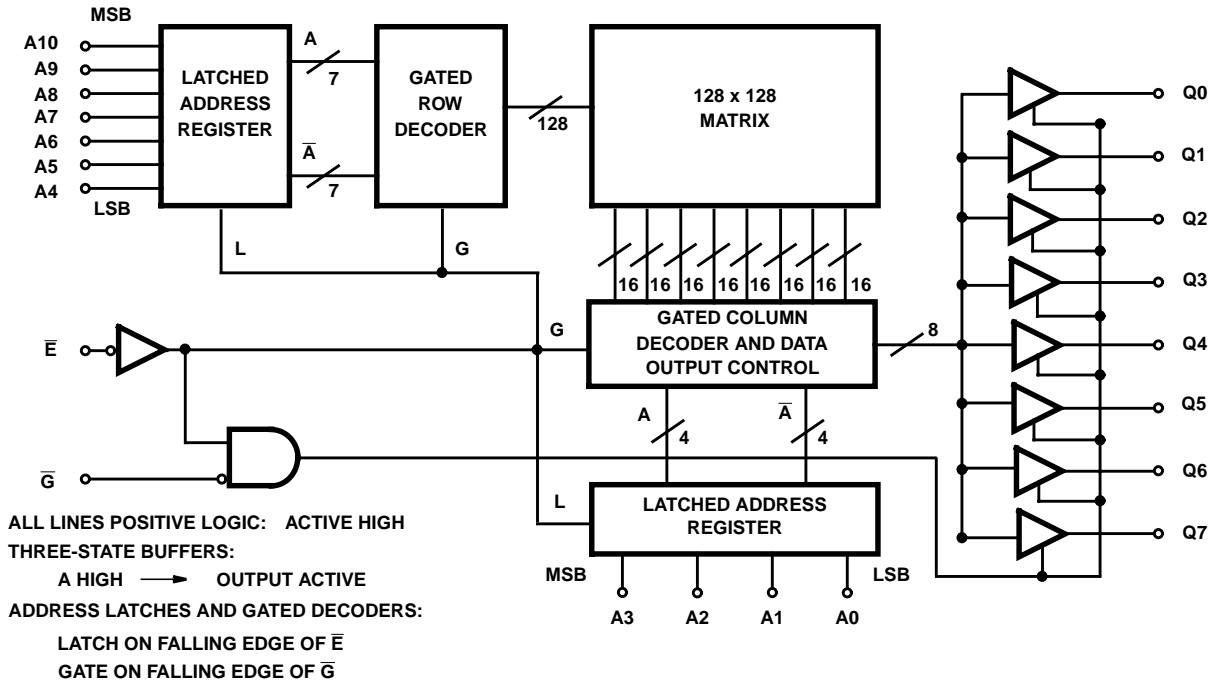 MSB
A10
A9
A8
A7
A6
A5
A4
LSB
LATCHED
ADDRESS
REGISTER
A
7
A̅
7
GATED
ROW
DECODER
128
128 x 128
MATRIX
L
G
16 16 16 16 16 16 16 16
E̅
G
GATED COLUMN
DECODER AND DATA
OUTPUT CONTROL
8
A
4
A̅
4
G̅
L
LATCHED ADDRESS
REGISTER
MSB
LSB
A3
A2
A1
A0
Q0
Q1
Q2
Q3
Q4
Q5
Q6
Q7
ALL LINES POSITIVE LOGIC: ACTIVE HIGH
THREE-STATE BUFFERS:
A HIGH → OUTPUT ACTIVE
ADDRESS LATCHES AND GATED DECODERS:
LATCH ON FALLING EDGE OF E̅
GATE ON FALLING EDGE OF G̅